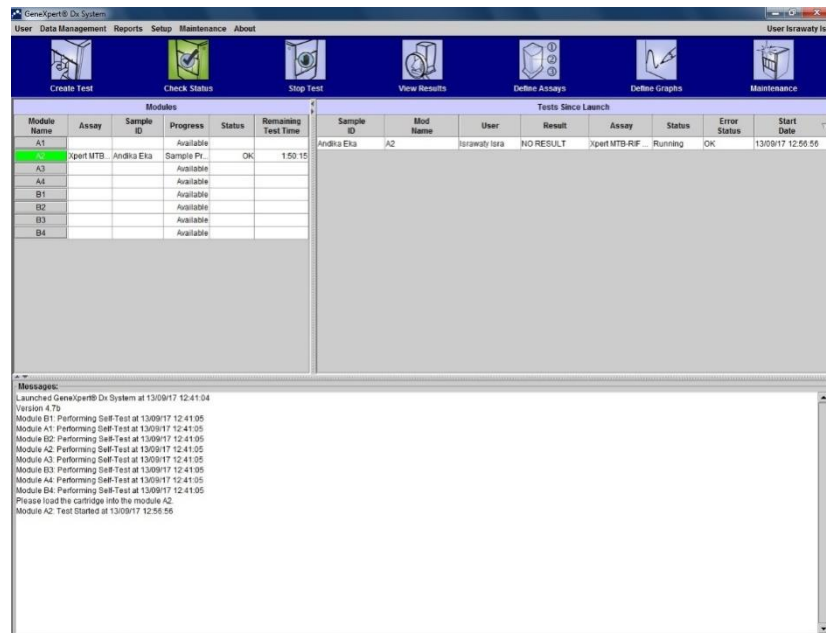 GeneXpert® Dx System
User Data Management Reports Setup Maintenance About User Israwaty Is
Create Test Check Status Stop Test View Results Define Assays Define Graphs Maintenance
Modules
Module Name Assay Sample ID Progress Status Remaining Test Time
A1 Available
A2 Xpert MTB... Andika Eka Sample Pr... OK 1:50:15
A3 Available
A4 Available
B1 Available
B2 Available
B3 Available
B4 Available
Tests Since Launch
Sample ID Mod Name User Result Assay Status Error Status Start Date
Andika Eka A2 Israwaty Isra NO RESULT Xpert MTB-RIF ... Running OK 13/09/17 12:56:56
Messages:
Launched GeneXpert® Dx System at 13/09/17 12:41:04
Version 4.7b
Module B1: Performing Self-Test at 13/09/17 12:41:05
Module A1: Performing Self-Test at 13/09/17 12:41:05
Module B2: Performing Self-Test at 13/09/17 12:41:05
Module A2: Performing Self-Test at 13/09/17 12:41:05
Module A3: Performing Self-Test at 13/09/17 12:41:05
Module B3: Performing Self-Test at 13/09/17 12:41:05
Module A4: Performing Self-Test at 13/09/17 12:41:05
Module B4: Performing Self-Test at 13/09/17 12:41:05
Please load the cartridge into the module A2.
Module A2: Test Started at 13/09/17 12:56:56